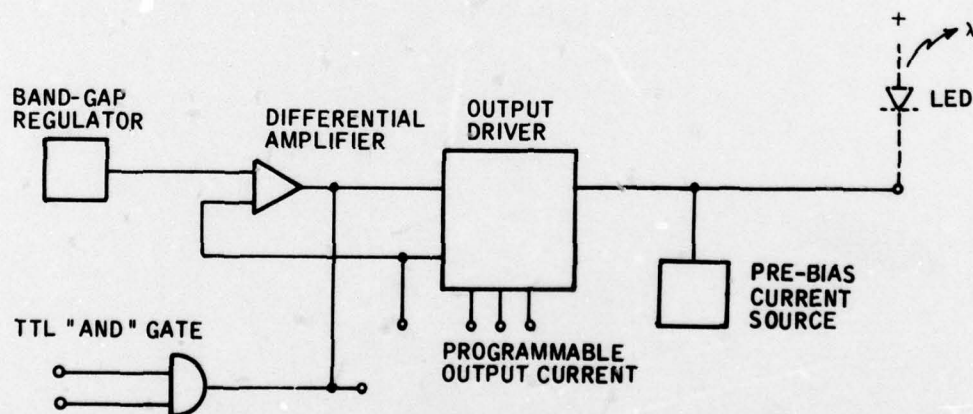 +
λ
LED
BAND-GAP
REGULATOR
DIFFERENTIAL
AMPLIFIER
OUTPUT
DRIVER
PRE-BIAS
CURRENT
SOURCE
TTL "AND" GATE
PROGRAMMABLE
OUTPUT CURRENT